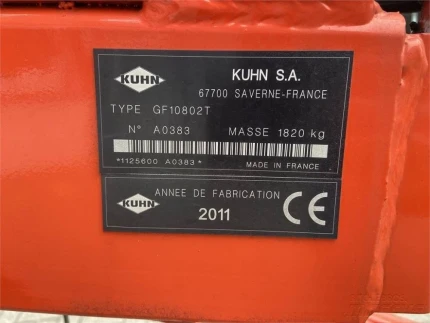 KUHN
KUHN S.A.
67700 SAVERNE-FRANCE
TYPE GF10802T
N° A0383 MASSE 1820 kg
*1125600 A0383*
MADE IN FRANCE
KUHN
ANNEE DE FABRICATION
2011 CE